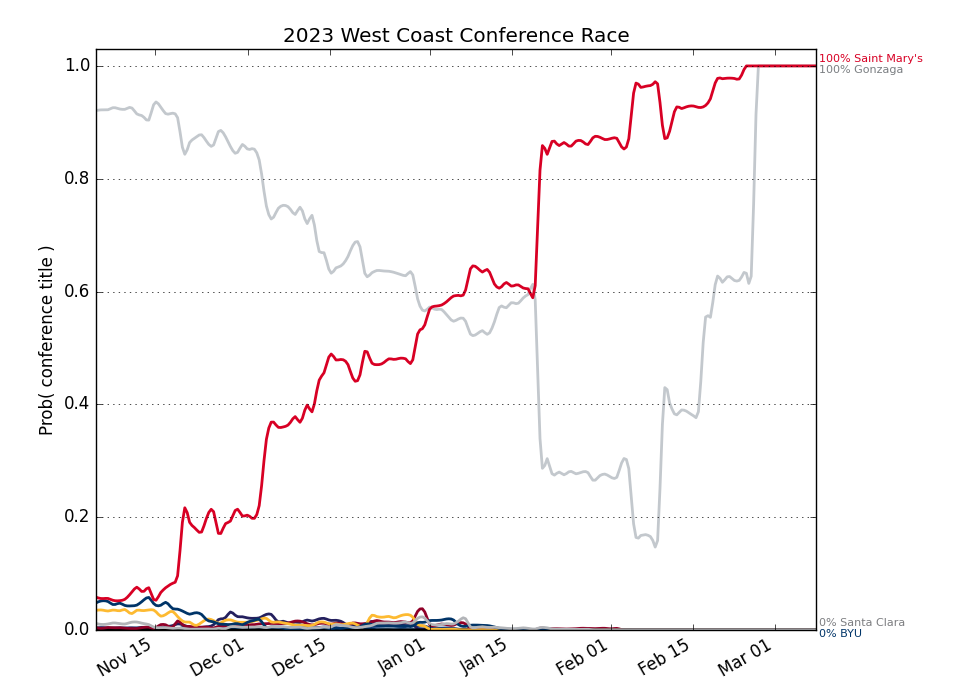 2023 West Coast Conference Race
Prob( conference title )
1.0
0.8
0.6
0.4
0.2
0.0
Nov 15
Dec 01
Dec 15
Jan 01
Jan 15
Feb 01
Feb 15
Mar 01
100% Saint Mary's
100% Gonzaga
0% Santa Clara
0% BYU